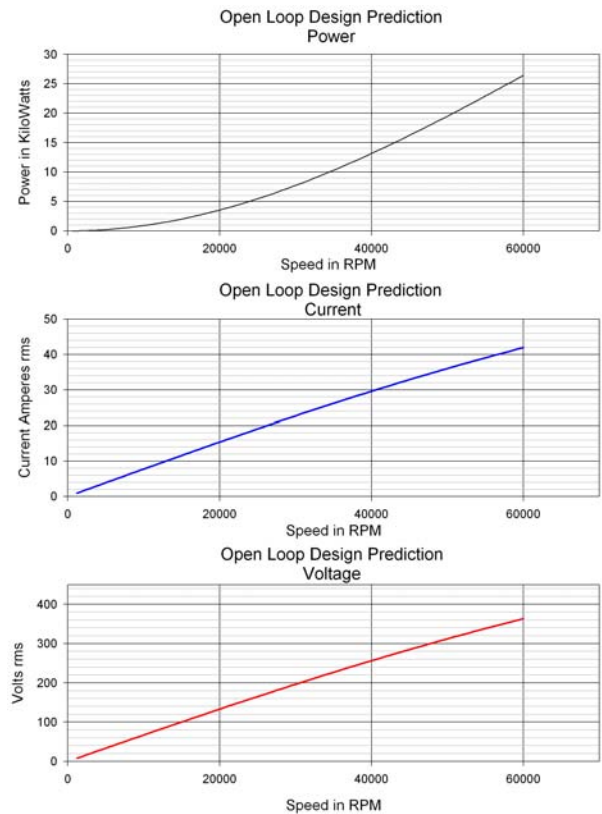 Open Loop Design Prediction
Power
30
25
20
15
10
5
0
Power in KiloWatts
0 20000 40000 60000
Speed in RPM
Open Loop Design Prediction
Current
50
40
30
20
10
0
Current Amperes rms
0 20000 40000 60000
Speed in RPM
Open Loop Design Prediction
Voltage
400
300
200
100
0
Volts rms
0 20000 40000 60000
Speed in RPM